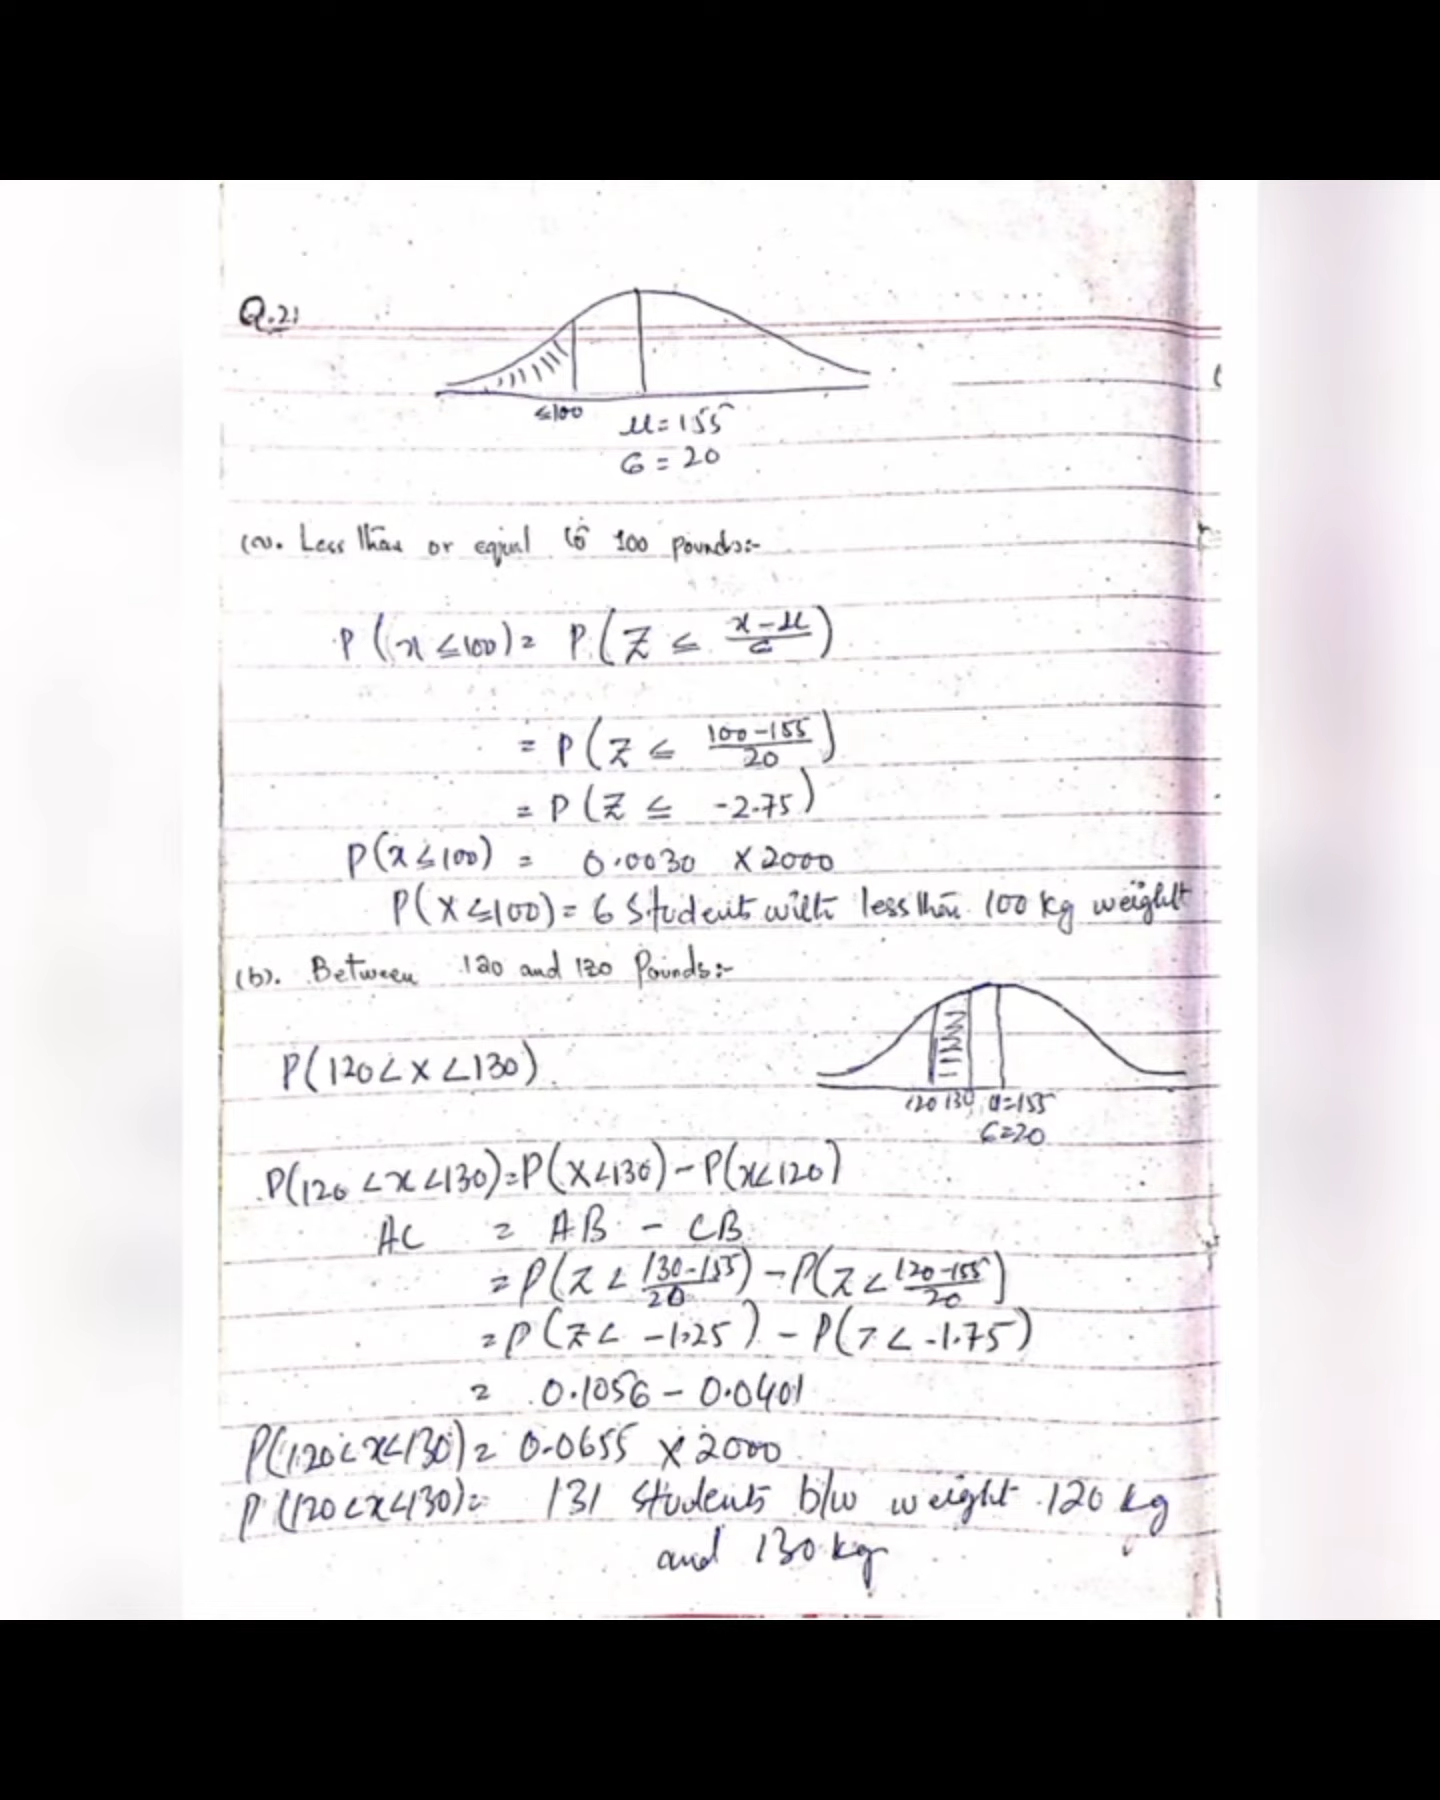 Q.2:
≤100
μ=155
σ=20
(a). Less than or equal to 100 pounds:-
P(x≤100) = P(Z ≤ (x-μ)/σ)
= P(Z ≤ (100-155)/20)
= P(Z ≤ -2.75)
P(x≤100) = 0.0030 × 2000
P(X≤100) = 6 Students with less than 100 kg weight
(b). Between 120 and 130 Pounds:-
P(120<X<130)
120 130 μ=155
σ=20
P(120<x<130)=P(X<130)-P(x<120)
AC = AB - CB
=P(Z<(130-155)/20)-P(Z<(120-155)/20)
=P(Z< -1.25) - P(Z< -1.75)
= 0.1056 - 0.0401
P(120<x<130)= 0.0655 × 2000
P(120<x<130)= 131 Students b/w weight 120 kg
and 130 kg